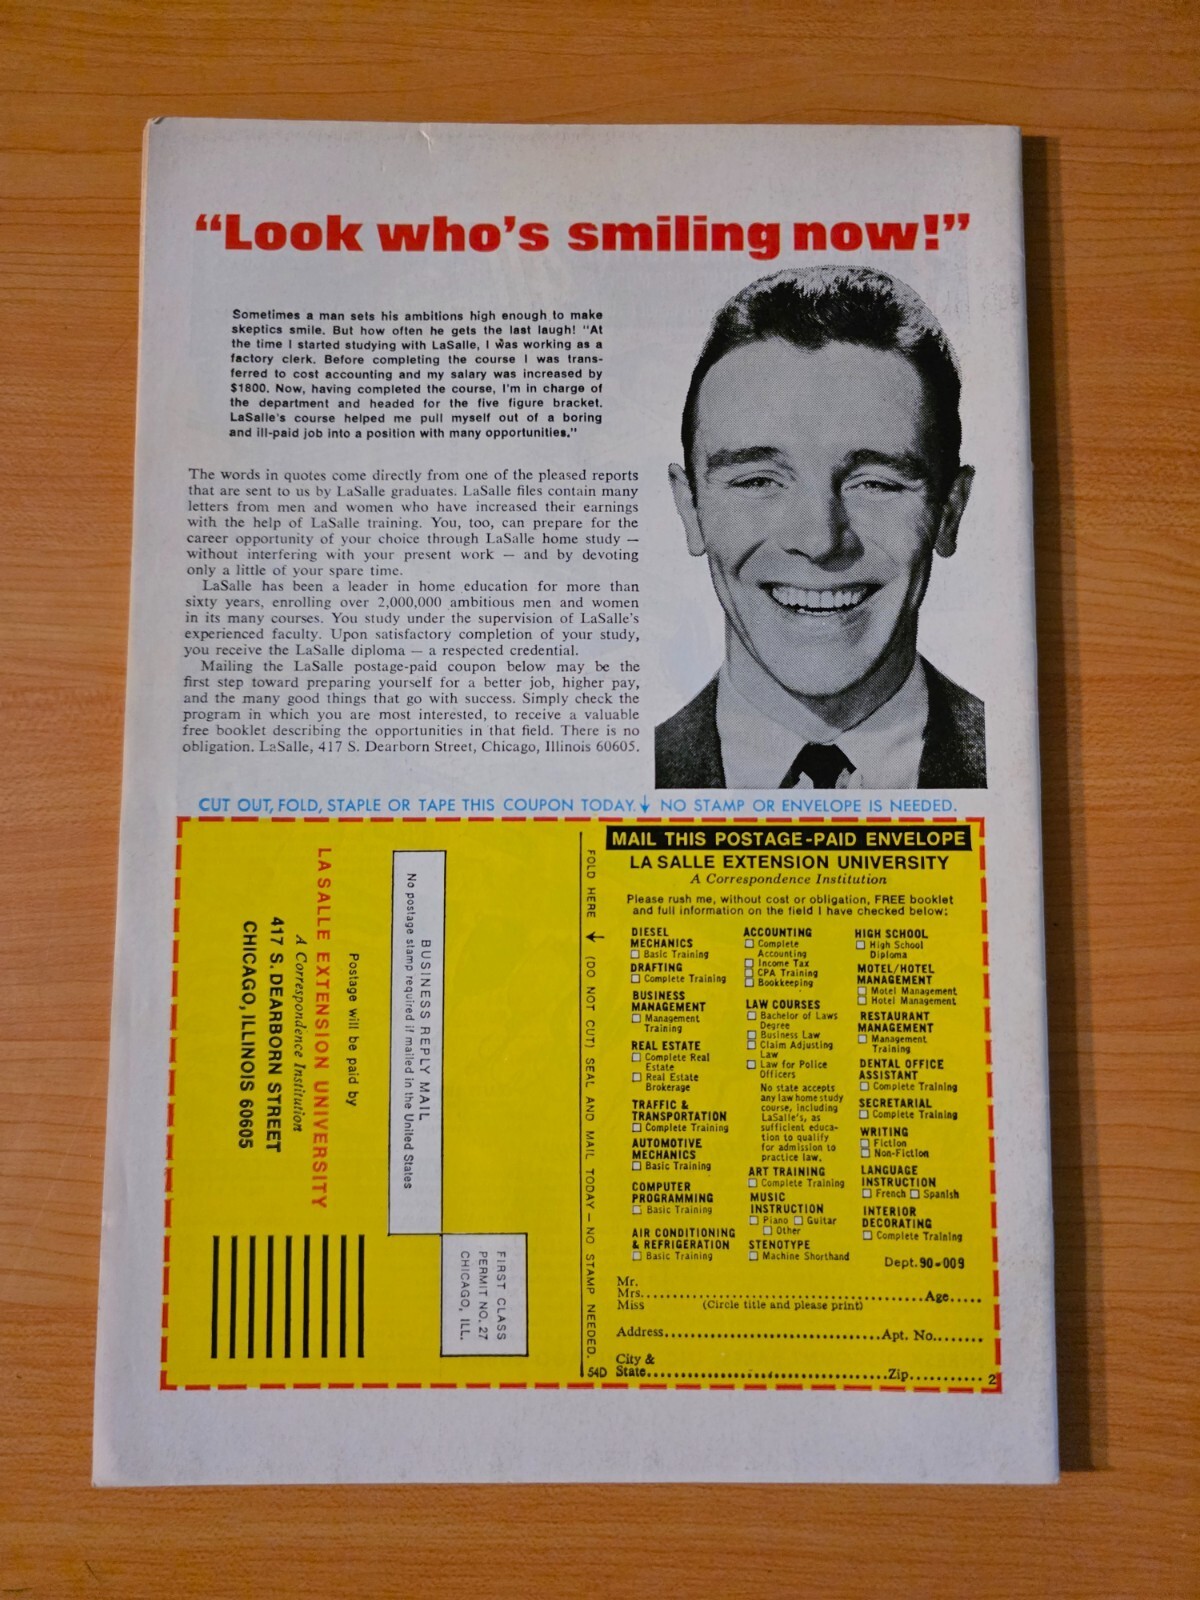 “Look who’s smiling now!”
Sometimes a man sets his ambitions high enough to make
skeptics smile. But how often he gets the last laugh! "At
the time I started studying with LaSalle, I was working as a
factory clerk. Before completing the course I was trans-
ferred to cost accounting and my salary was increased by
$1800. Now, having completed the course, I'm in charge of
the department and headed for the five figure bracket.
LaSalle's course helped me pull myself out of a boring
and ill-paid job into a position with many opportunities."
The words in quotes come directly from one of the pleased reports
that are sent to us by LaSalle graduates. LaSalle files contain many
letters from men and women who have increased their earnings
with the help of LaSalle training. You, too, can prepare for the
career opportunity of your choice through LaSalle home study —
without interfering with your present work — and by devoting
only a little of your spare time.
LaSalle has been a leader in home education for more than
sixty years, enrolling over 2,000,000 ambitious men and women
in its many courses. You study under the supervision of LaSalle's
experienced faculty. Upon satisfactory completion of your study,
you receive the LaSalle diploma — a respected credential.
Mailing the LaSalle postage-paid coupon below may be the
first step toward preparing yourself for a better job, higher pay,
and the many good things that go with success. Simply check the
program in which you are most interested, to receive a valuable
free booklet describing the opportunities in that field. There is no
obligation. LaSalle, 417 S. Dearborn Street, Chicago, Illinois 60605.
CUT OUT, FOLD, STAPLE OR TAPE THIS COUPON TODAY. ↓ NO STAMP OR ENVELOPE IS NEEDED.
BUSINESS REPLY MAIL
No postage stamp required if mailed in the United States
FIRST CLASS
PERMIT NO. 27
CHICAGO, ILL.
Postage will be paid by
LA SALLE EXTENSION UNIVERSITY
A Correspondence Institution
417 S. DEARBORN STREET
CHICAGO, ILLINOIS 60605
FOLD HERE ↓ (DO NOT CUT) SEAL AND MAIL TODAY — NO STAMP NEEDED.
54D
MAIL THIS POSTAGE-PAID ENVELOPE
LA SALLE EXTENSION UNIVERSITY
A Correspondence Institution
Please rush me, without cost or obligation, FREE booklet
and full information on the field I have checked below:
DIESEL
MECHANICS
☐ Basic Training
DRAFTING
☐ Complete Training
BUSINESS
MANAGEMENT
☐ Management
Training
REAL ESTATE
☐ Complete Real
Estate
☐ Real Estate
Brokerage
TRAFFIC &
TRANSPORTATION
☐ Complete Training
AUTOMOTIVE
MECHANICS
☐ Basic Training
COMPUTER
PROGRAMMING
☐ Basic Training
AIR CONDITIONING
& REFRIGERATION
☐ Basic Training
ACCOUNTING
☐ Complete
Accounting
☐ Income Tax
☐ CPA Training
☐ Bookkeeping
LAW COURSES
☐ Bachelor of Laws
Degree
☐ Business Law
☐ Claim Adjusting
Law
☐ Law for Police
Officers
No state accepts
any law home study
course, including
LaSalle's, as
sufficient educa-
tion to qualify
for admission to
practice law.
ART TRAINING
☐ Complete Training
MUSIC
INSTRUCTION
☐ Piano ☐ Guitar
☐ Other
STENOTYPE
☐ Machine Shorthand
HIGH SCHOOL
☐ High School
Diploma
MOTEL/HOTEL
MANAGEMENT
☐ Motel Management
☐ Hotel Management
RESTAURANT
MANAGEMENT
☐ Management
Training
DENTAL OFFICE
ASSISTANT
☐ Complete Training
SECRETARIAL
☐ Complete Training
WRITING
☐ Fiction
☐ Non-Fiction
LANGUAGE
INSTRUCTION
☐ French ☐ Spanish
INTERIOR
DECORATING
☐ Complete Training
Dept. 90-009
Mr.
Mrs. Age
Miss (Circle title and please print)
Address Apt. No.
City &
State Zip 2